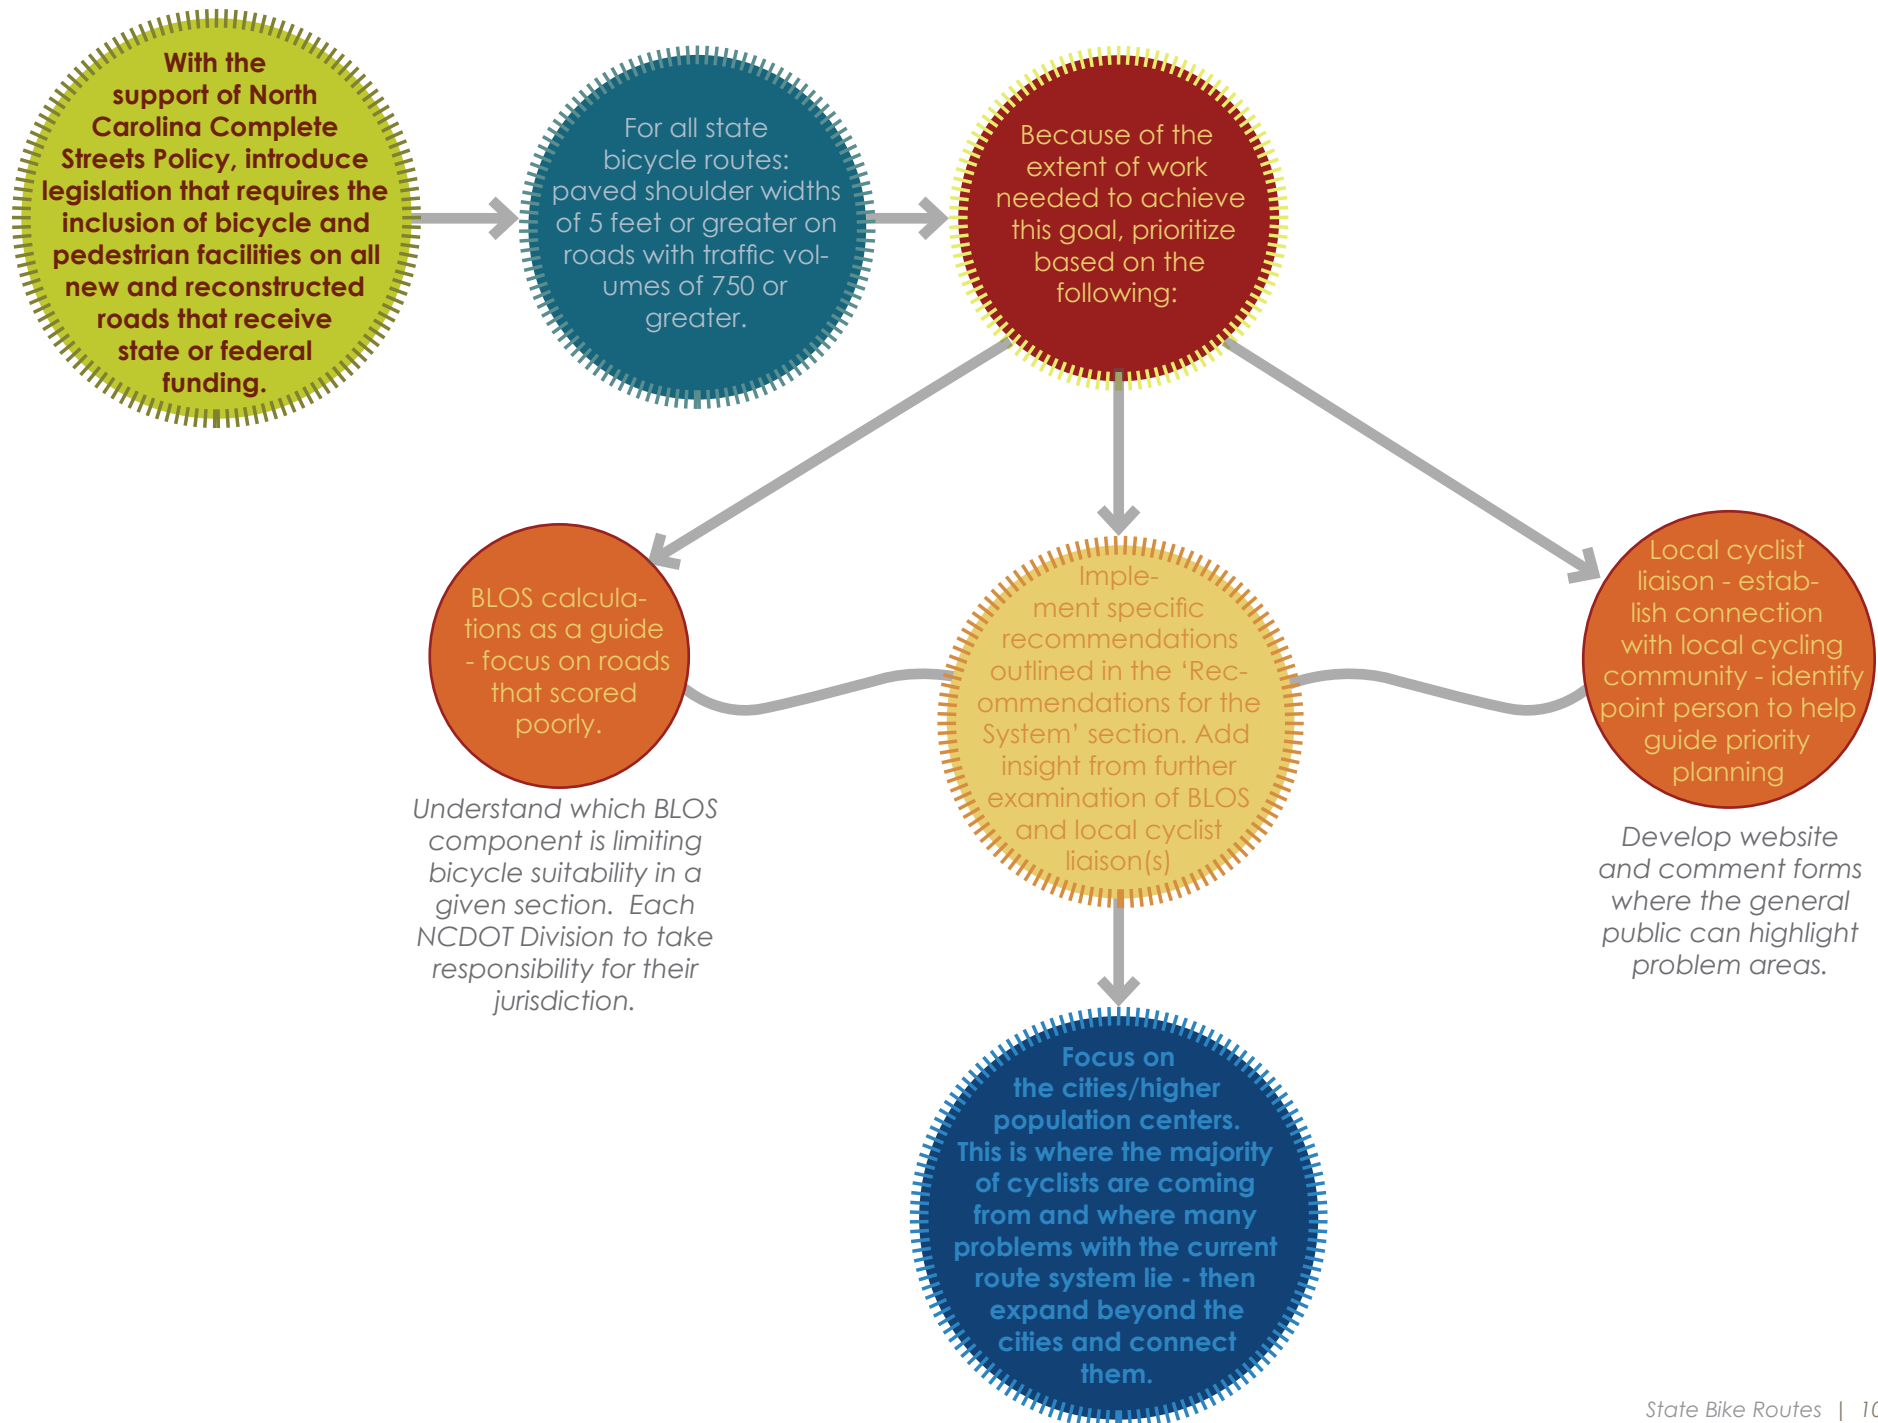 With the
support of North
Carolina Complete
Streets Policy, introduce
legislation that requires the
inclusion of bicycle and
pedestrian facilities on all
new and reconstructed
roads that receive
state or federal
funding.
For all state
bicycle routes:
paved shoulder widths
of 5 feet or greater on
roads with traffic vol-
umes of 750 or
greater.
Because of the
extent of work
needed to achieve
this goal, prioritize
based on the
following:
BLOS calcula-
tions as a guide
- focus on roads
that scored
poorly.
Understand which BLOS
component is limiting
bicycle suitability in a
given section.  Each
NCDOT Division to take
responsibility for their
jurisdiction.
Imple-
ment specific
recommendations
outlined in the ‘Rec-
ommendations for the
System’ section. Add
insight from further
examination of BLOS
and local cyclist
liaison(s)
Local cyclist
liaison - estab-
lish connection
with local cycling
community - identify
point person to help
guide priority
planning
Develop website
and comment forms
where the general
public can highlight
problem areas.
Focus on
the cities/higher
population centers.
This is where the majority
of cyclists are coming
from and where many
problems with the current
route system lie - then
expand beyond the
cities and connect
them.
State Bike Routes | 10